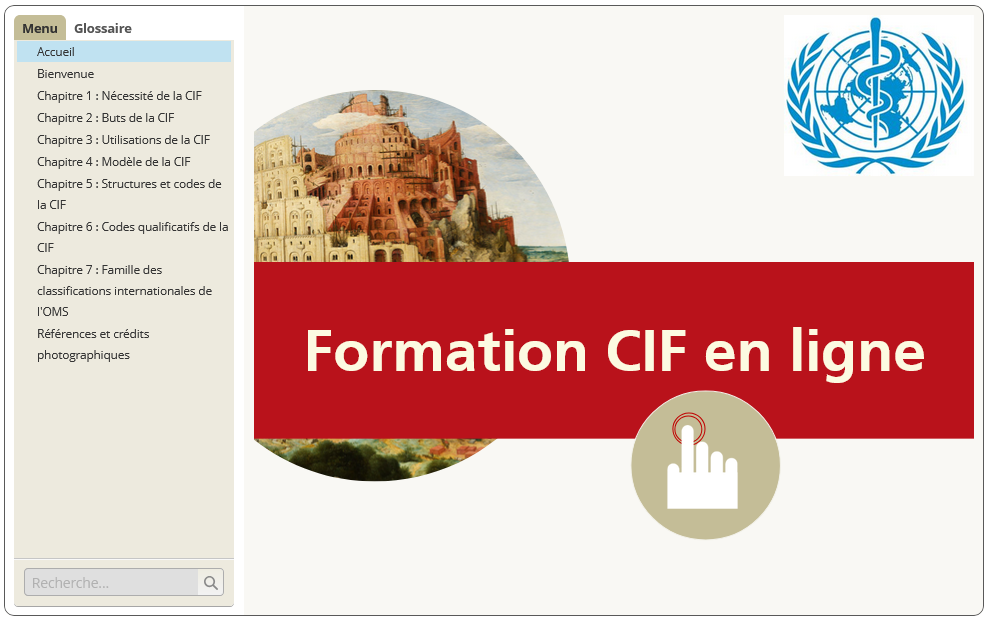 Menu Glossaire
Accueil
Bienvenue
Chapitre 1 : Nécessité de la CIF
Chapitre 2 : Buts de la CIF
Chapitre 3 : Utilisations de la CIF
Chapitre 4 : Modèle de la CIF
Chapitre 5 : Structures et codes de
la CIF
Chapitre 6 : Codes qualificatifs de la
CIF
Chapitre 7 : Famille des
classifications internationales de
l'OMS
Références et crédits
photographiques
Recherche...
Formation CIF en ligne